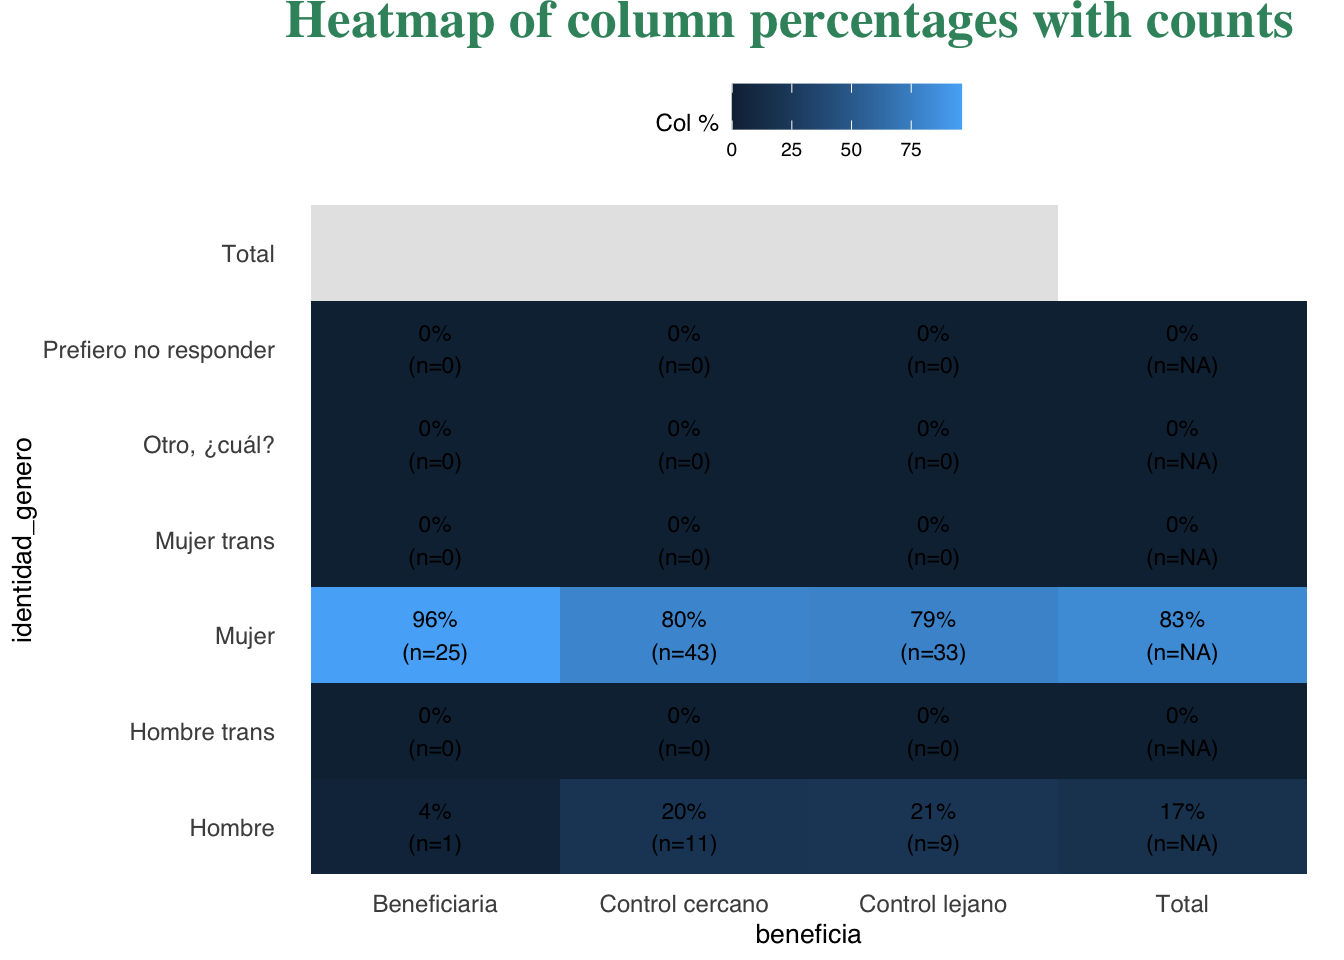 Heatmap of column percentages with counts
Col %
0 25 50 75
Total
Prefiero no responder
0% 0% 0% 0%
(n=0) (n=0) (n=0) (n=NA)
Otro, ¿cuál?
0% 0% 0% 0%
(n=0) (n=0) (n=0) (n=NA)
Mujer trans
0% 0% 0% 0%
(n=0) (n=0) (n=0) (n=NA)
Mujer
96% 80% 79% 83%
(n=25) (n=43) (n=33) (n=NA)
Hombre trans
0% 0% 0% 0%
(n=0) (n=0) (n=0) (n=NA)
Hombre
4% 20% 21% 17%
(n=1) (n=11) (n=9) (n=NA)
identidad_genero
Beneficiaria Control cercano Control lejano Total
beneficia